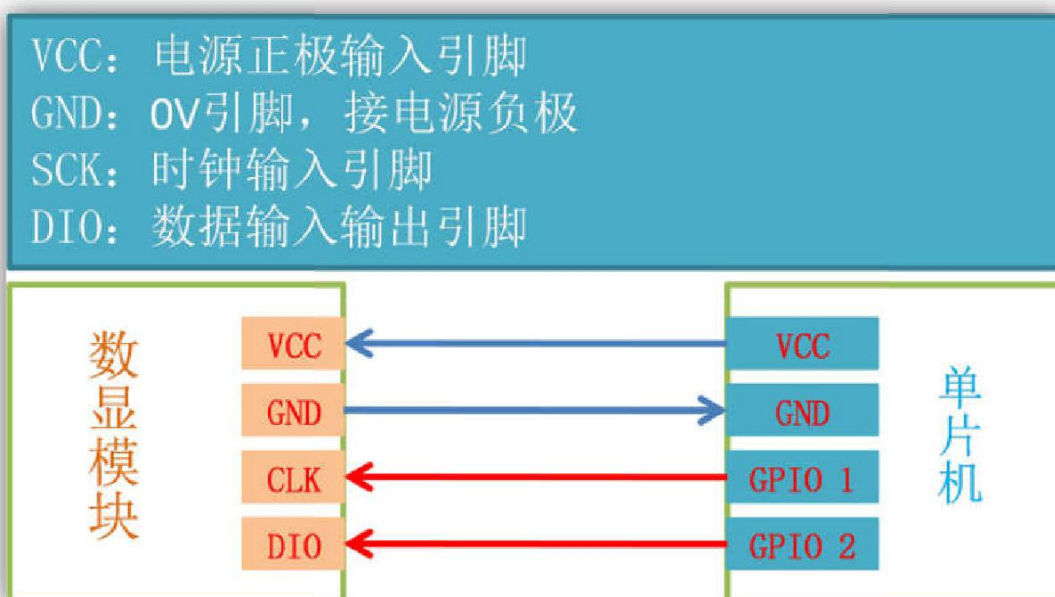 VCC: 电源正极输入引脚
GND: 0V引脚，接电源负极
SCK: 时钟输入引脚
DIO: 数据输入输出引脚
数显模块
VCC
GND
CLK
DIO
VCC
GND
GPIO 1
GPIO 2
单片机